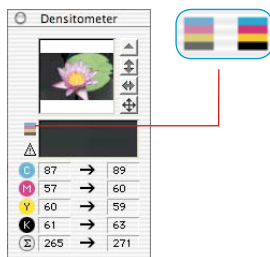 Densitometer
C 87 → 89
M 57 → 60
Y 60 → 59
K 61 → 63
Σ 265 → 271